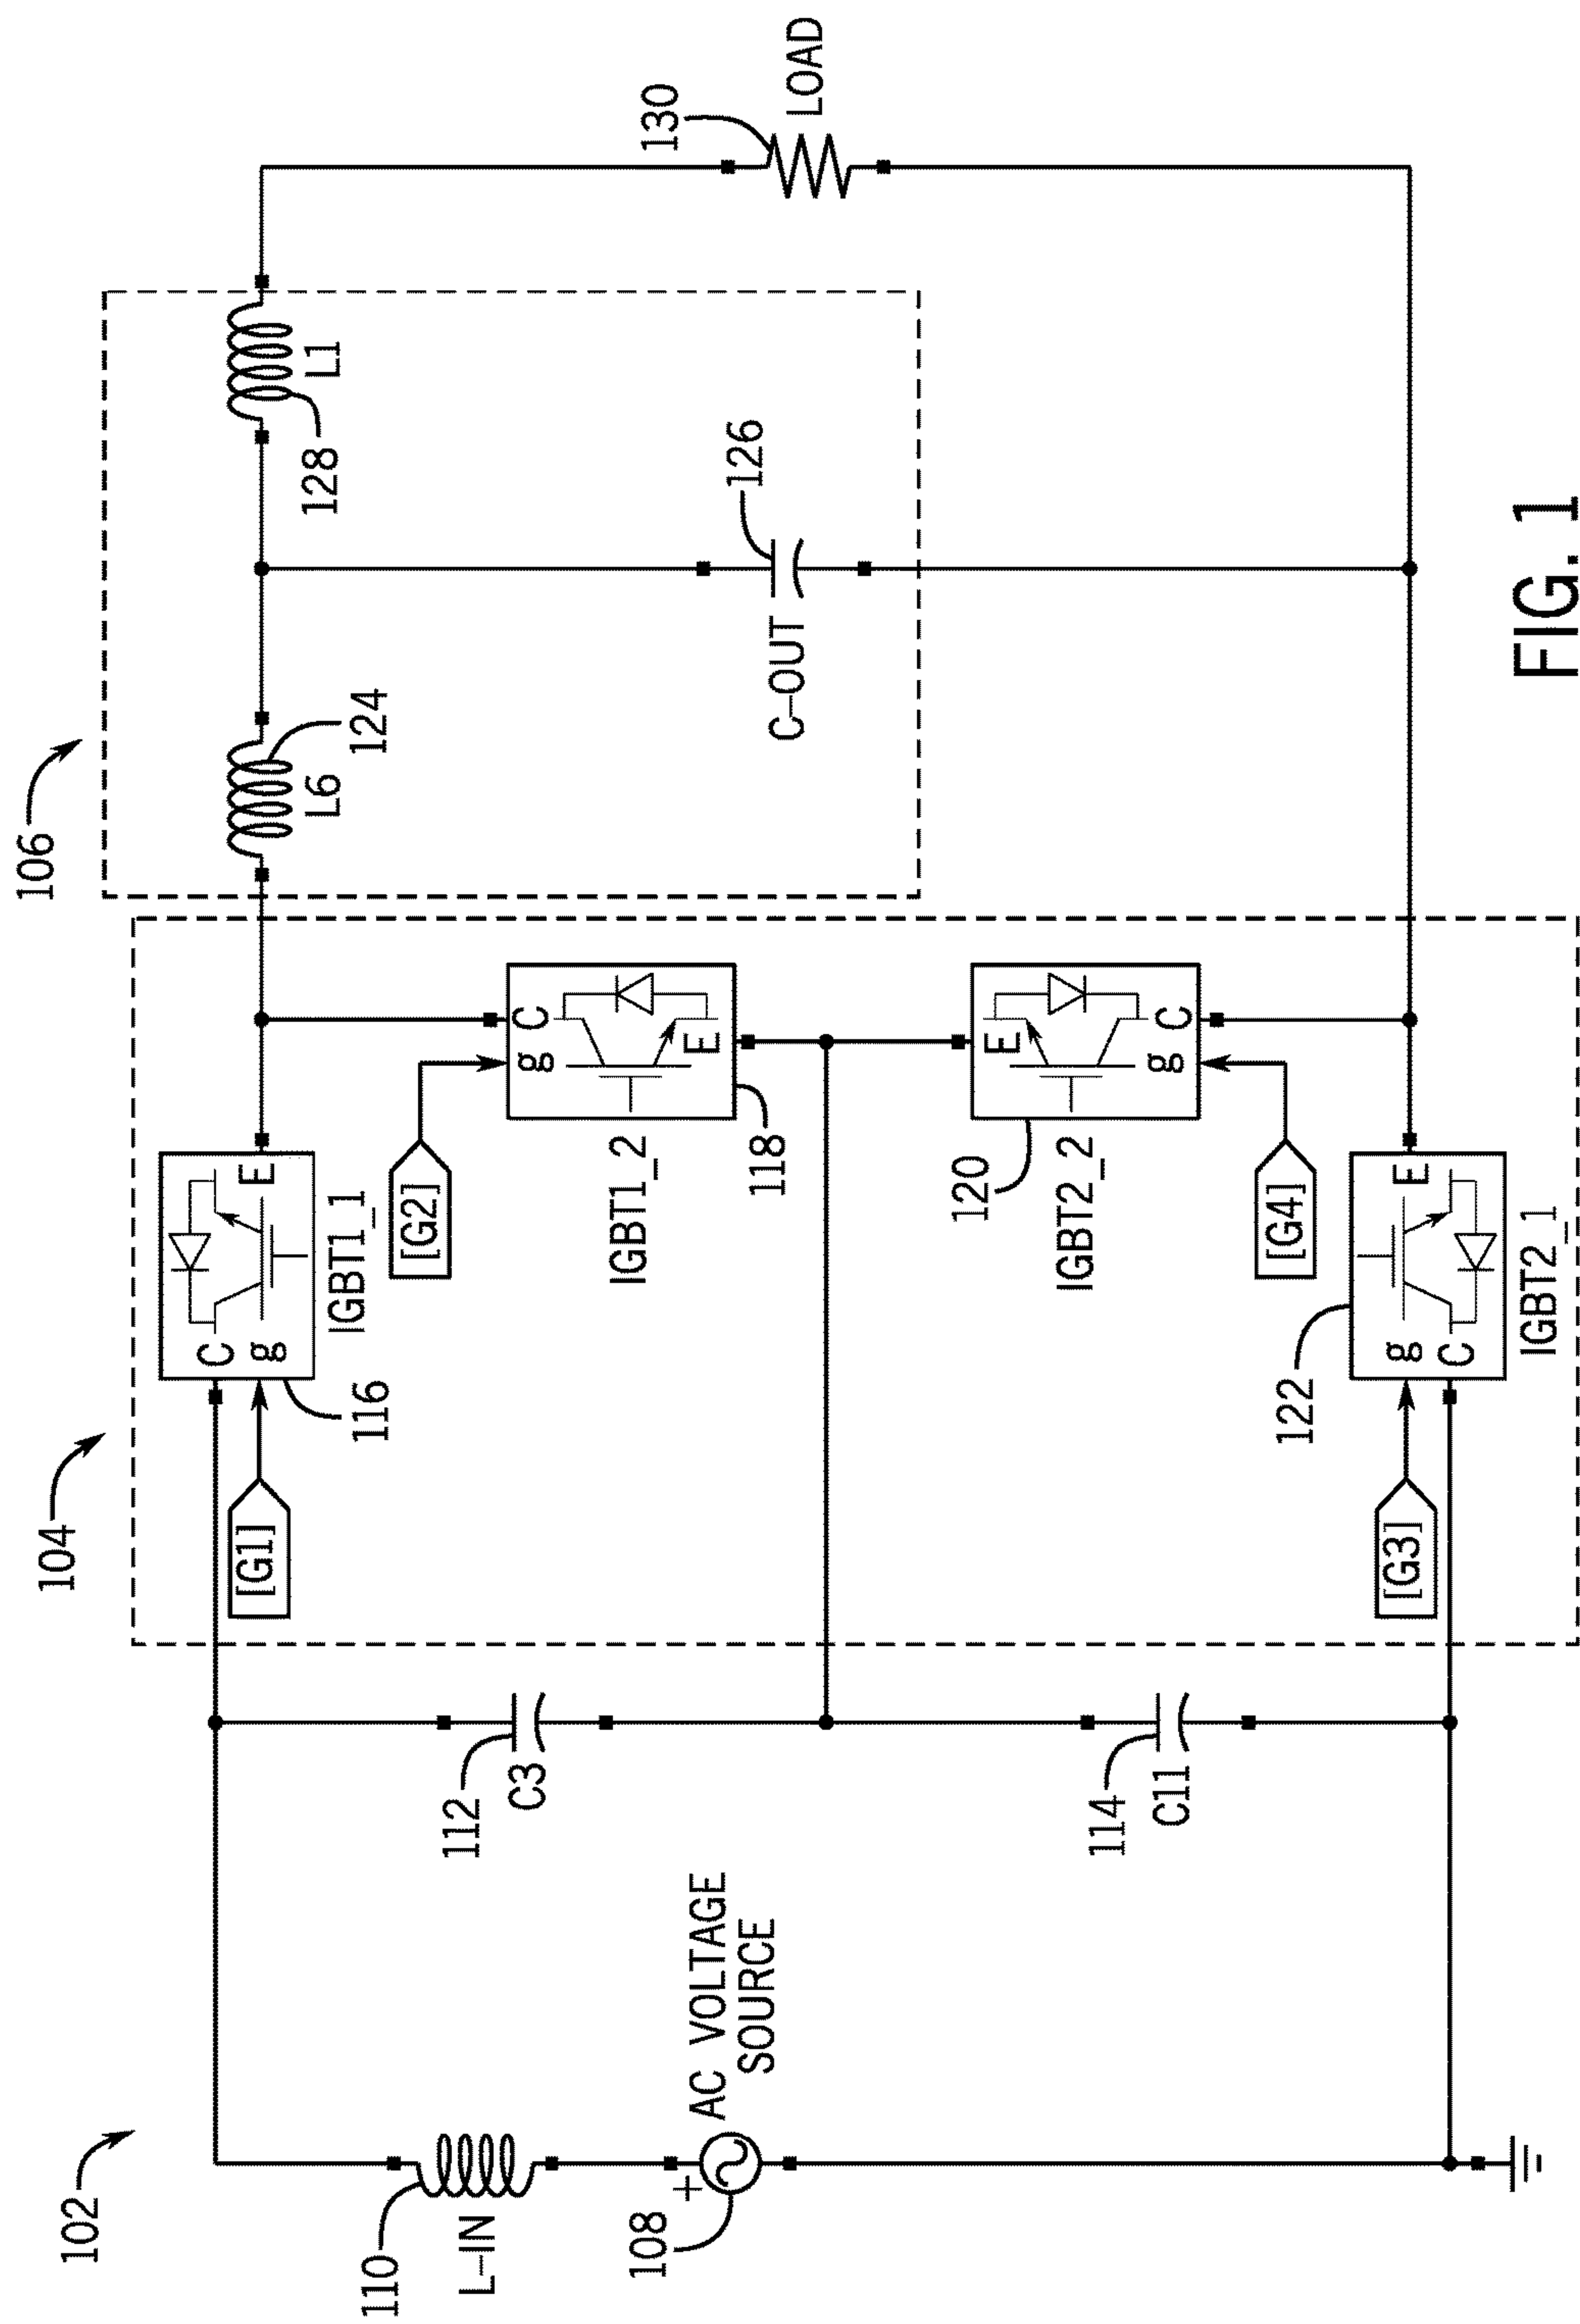 102
104
106
110
L-IN
108
+
AC VOLTAGE
SOURCE
112
C3
114
C11
[G1]
C
g
E
116
IGBT1_1
[G2]
g
C
E
IGBT1_2
118
E
g
C
120
IGBT2_2
[G4]
[G3]
g
C
E
122
IGBT2_1
L6
124
L1
128
C-OUT
126
130
LOAD
FIG. 1